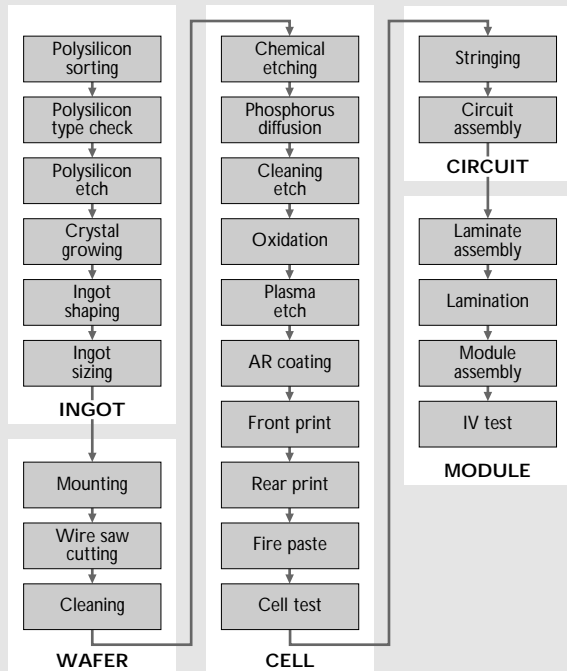 Polysilicon
sorting
Polysilicon
type check
Polysilicon
etch
Crystal
growing
Ingot
shaping
Ingot
sizing
INGOT
Mounting
Wire saw
cutting
Cleaning
WAFER
Chemical
etching
Phosphorus
diffusion
Cleaning
etch
Oxidation
Plasma
etch
AR coating
Front print
Rear print
Fire paste
Cell test
CELL
Stringing
Circuit
assembly
CIRCUIT
Laminate
assembly
Lamination
Module
assembly
IV test
MODULE